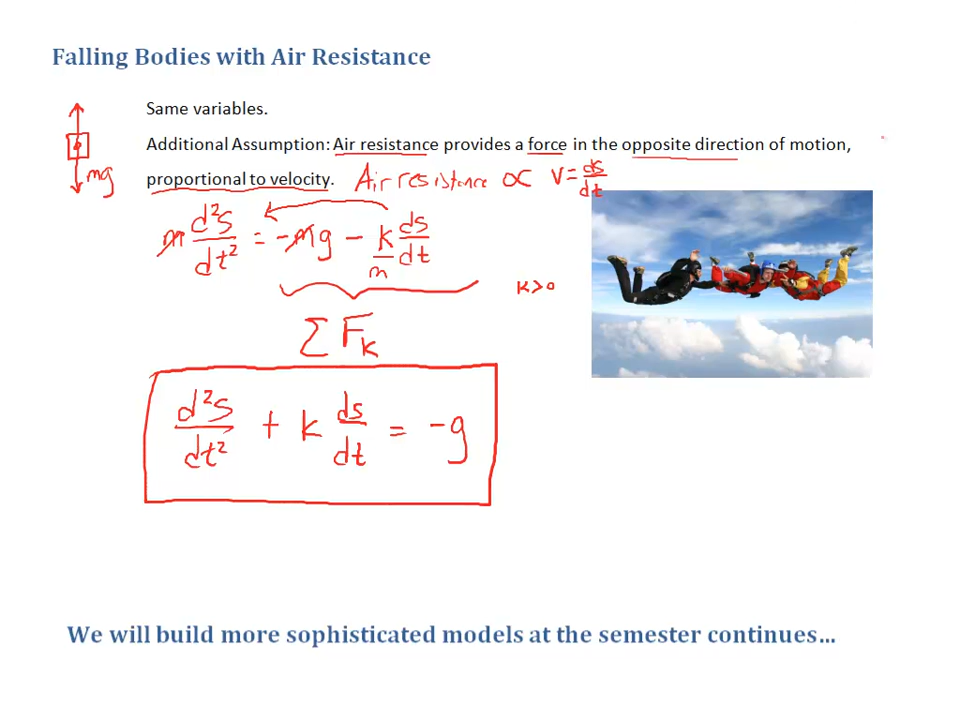 Falling Bodies with Air Resistance
Same variables.
Additional Assumption: Air resistance provides a force in the opposite direction of motion,
mg
proportional to velocity. Air resistance ∝ v = ds/dt
m d²s/dt² = -mg - k/m ds/dt
k>0
∑ F_k
d²s/dt² + k ds/dt = -g
We will build more sophisticated models at the semester continues…